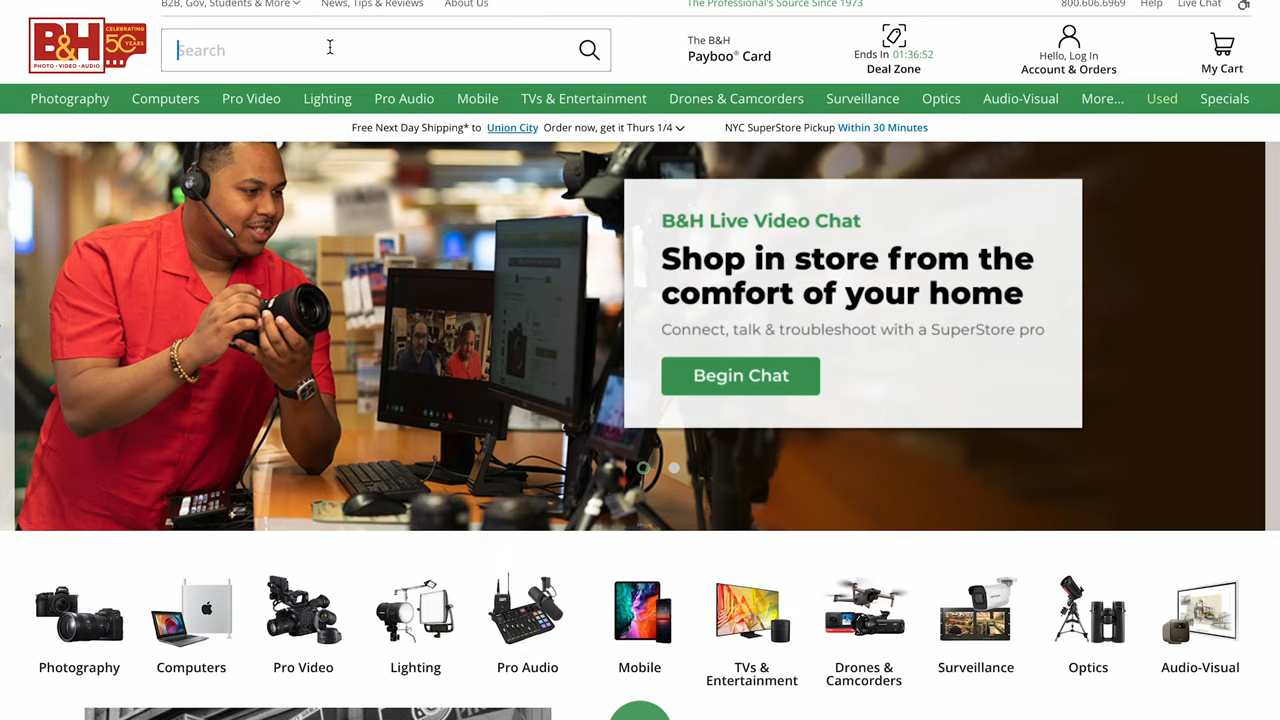 B2B, Gov, Students & More
News, Tips & Reviews
About Us
The Professional's Source Since 1973
800.606.6969
Help
Live Chat
B&H
PHOTO • VIDEO • AUDIO
CELEBRATING
50
YEARS
Search
The B&H
Payboo® Card
Ends In 01:36:52
Deal Zone
Hello, Log In
Account & Orders
My Cart
Photography
Computers
Pro Video
Lighting
Pro Audio
Mobile
TVs & Entertainment
Drones & Camcorders
Surveillance
Optics
Audio-Visual
More...
Used
Specials
Free Next Day Shipping* to Union City Order now, get it Thurs 1/4
NYC SuperStore Pickup Within 30 Minutes
B&H Live Video Chat
Shop in store from the
comfort of your home
Connect, talk & troubleshoot with a SuperStore pro
Begin Chat
Photography
Computers
Pro Video
Lighting
Pro Audio
Mobile
TVs &
Entertainment
Drones &
Camcorders
Surveillance
Optics
Audio-Visual